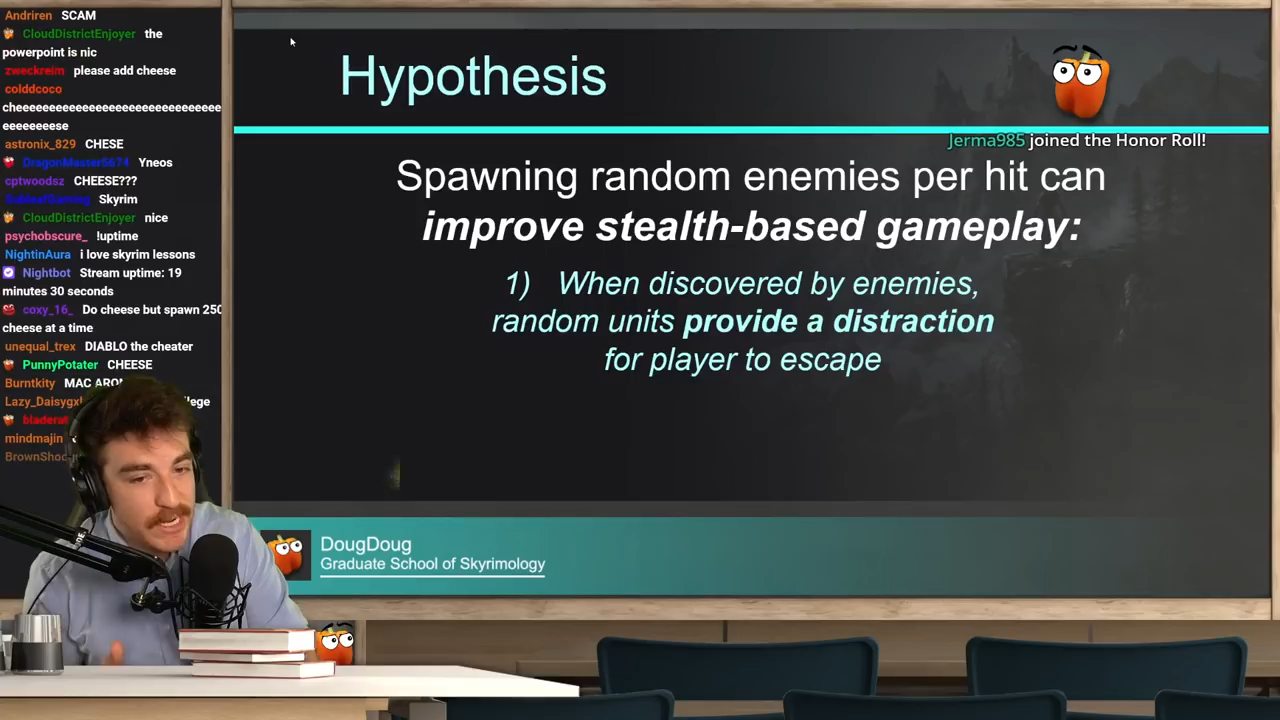 Andriren SCAM
CloudDistrictEnjoyer the
powerpoint is nic
zweckreim please add cheese
colddcoco
cheeeeeeeeeeeeeeeeeeeeeeeeeeeee
eeeeeeeese
astronix_829 CHESE
DragonMaster5674 Yneos
cptwoodsz CHEESE???
Skyrim
CloudDistrictEnjoyer nice
psychobscure_ !uptime
NightinAura i love skyrim lessons
Nightbot Stream uptime: 19
minutes 30 seconds
coxy_16_ Do cheese but spawn 250
cheese at a time
unequal_trex DIABLO the cheater
PunnyPotater CHEESE
Burntkity MAC
mindmajin
Hypothesis
Jerma985 joined the Honor Roll!
Spawning random enemies per hit can
improve stealth-based gameplay:
1) When discovered by enemies,
random units provide a distraction
for player to escape
DougDoug
Graduate School of Skyrimology